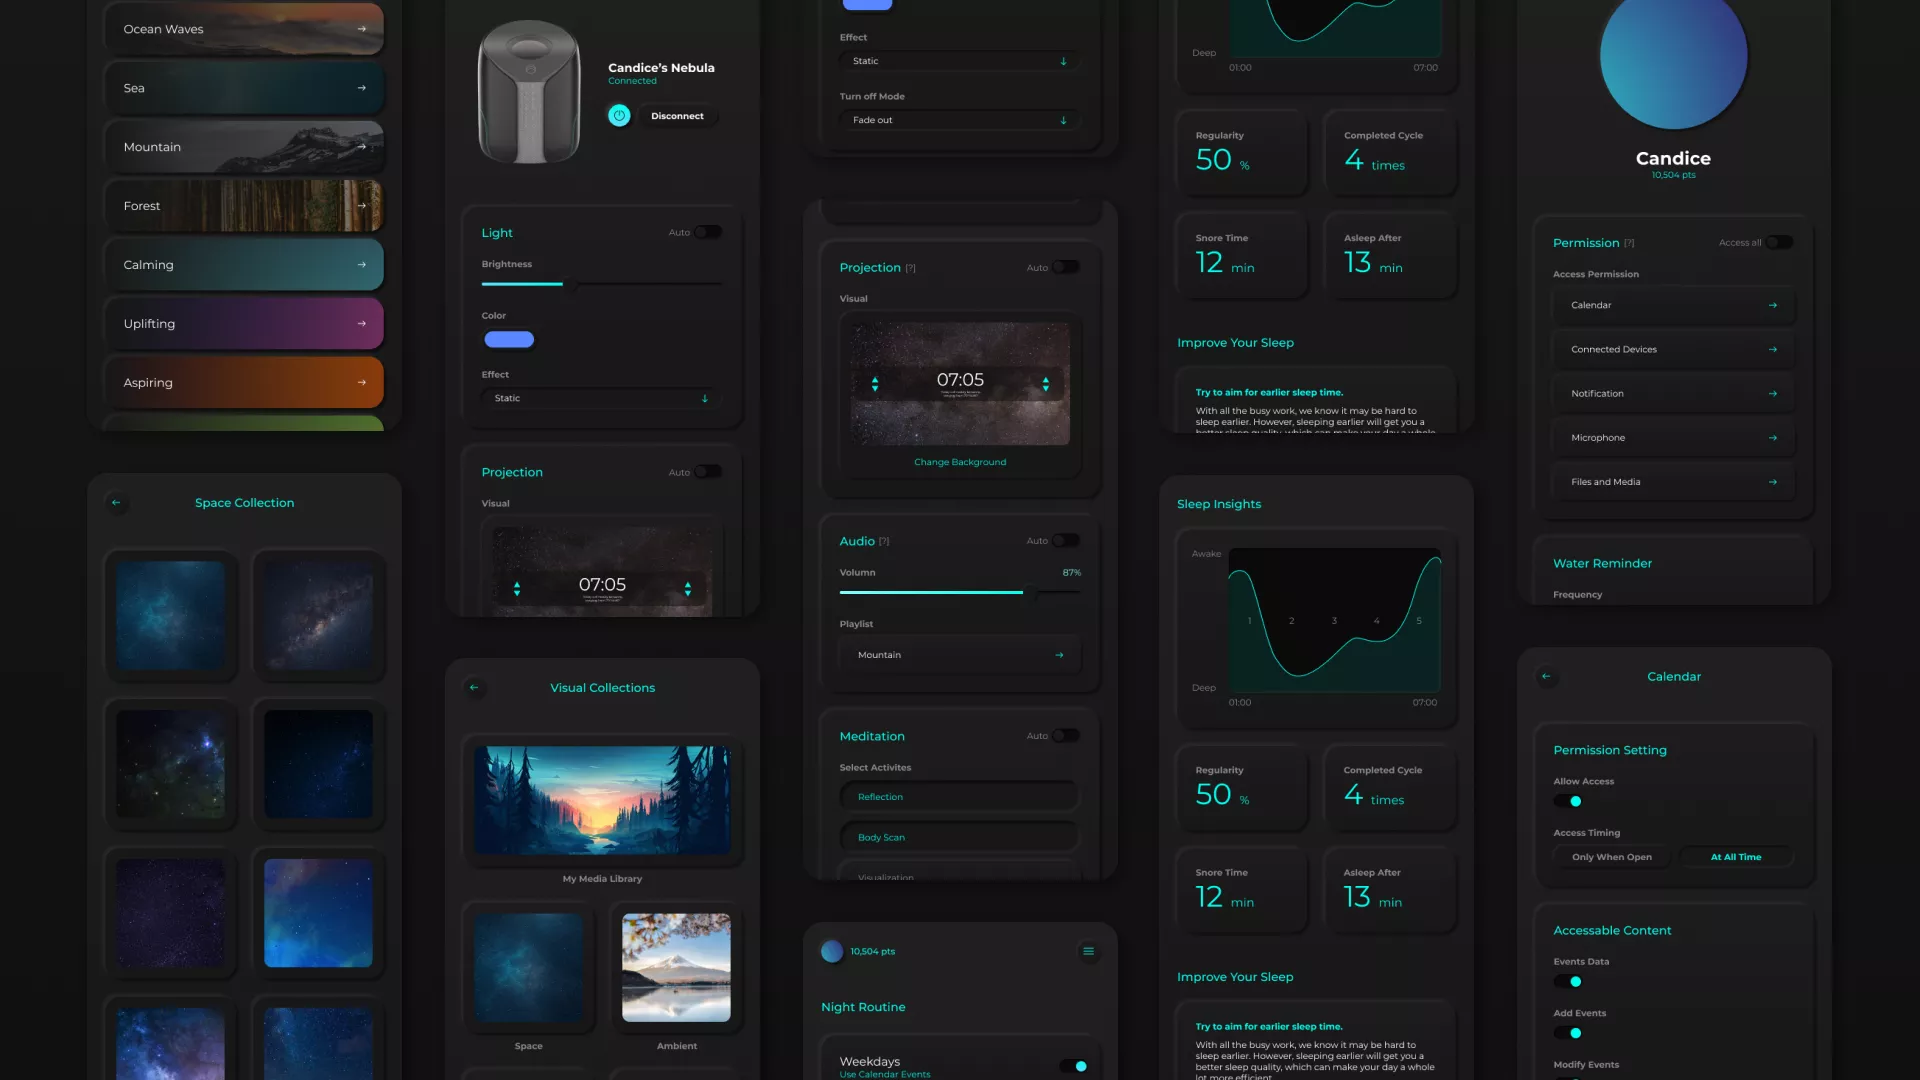 Ocean Waves
Sea
Mountain
Forest
Calming
Uplifting
Aspiring
Space Collection
Candice's Nebula
Connected
Disconnect
Light
Auto
Brightness
Color
Effect
Static
Projection
Auto
Visual
07:05
Visual Collections
My Media Library
Space
Ambient
Effect
Static
Turn off Mode
Fade out
Projection [?]
Auto
Visual
07:05
Change Background
Audio [?]
Auto
Volumn
87%
Playlist
Mountain
Meditation
Auto
Select Activites
Reflection
Body Scan
Visualization
10,504 pts
Night Routine
Weekdays
Use Calendar Events
Deep
01:00
07:00
Regularity
50 %
Completed Cycle
4 times
Snore Time
12 min
Asleep After
13 min
Improve Your Sleep
Try to aim for earlier sleep time.
With all the busy work, we know it may be hard to
sleep earlier. However, sleeping earlier will get you a
better sleep quality, which can make your day a whole
Sleep Insights
Awake
1 2 3 4 5
Deep
01:00
07:00
Regularity
50 %
Completed Cycle
4 times
Snore Time
12 min
Asleep After
13 min
Improve Your Sleep
Try to aim for earlier sleep time.
With all the busy work, we know it may be hard to
sleep earlier. However, sleeping earlier will get you a
better sleep quality, which can make your day a whole
lot more efficient.
Candice
10,504 pts
Permission [?]
Access all
Access Permission
Calendar
Connected Devices
Notification
Microphone
Files and Media
Water Reminder
Frequency
Calendar
Permission Setting
Allow Access
Access Timing
Only When Open
At All Time
Accessable Content
Events Data
Add Events
Modify Events